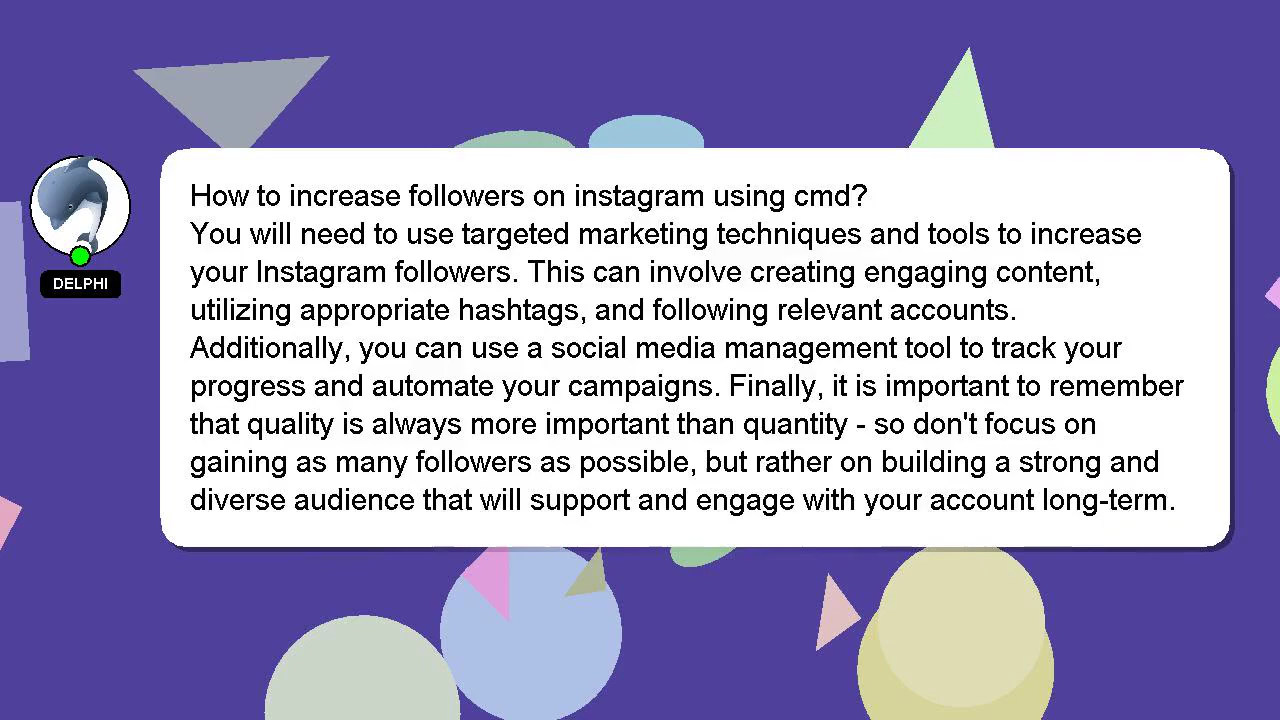 How to increase followers on instagram using cmd?
You will need to use targeted marketing techniques and tools to increase
your Instagram followers. This can involve creating engaging content,
utilizing appropriate hashtags, and following relevant accounts.
Additionally, you can use a social media management tool to track your
progress and automate your campaigns. Finally, it is important to remember
that quality is always more important than quantity - so don't focus on
gaining as many followers as possible, but rather on building a strong and
diverse audience that will support and engage with your account long-term.
DELPHI